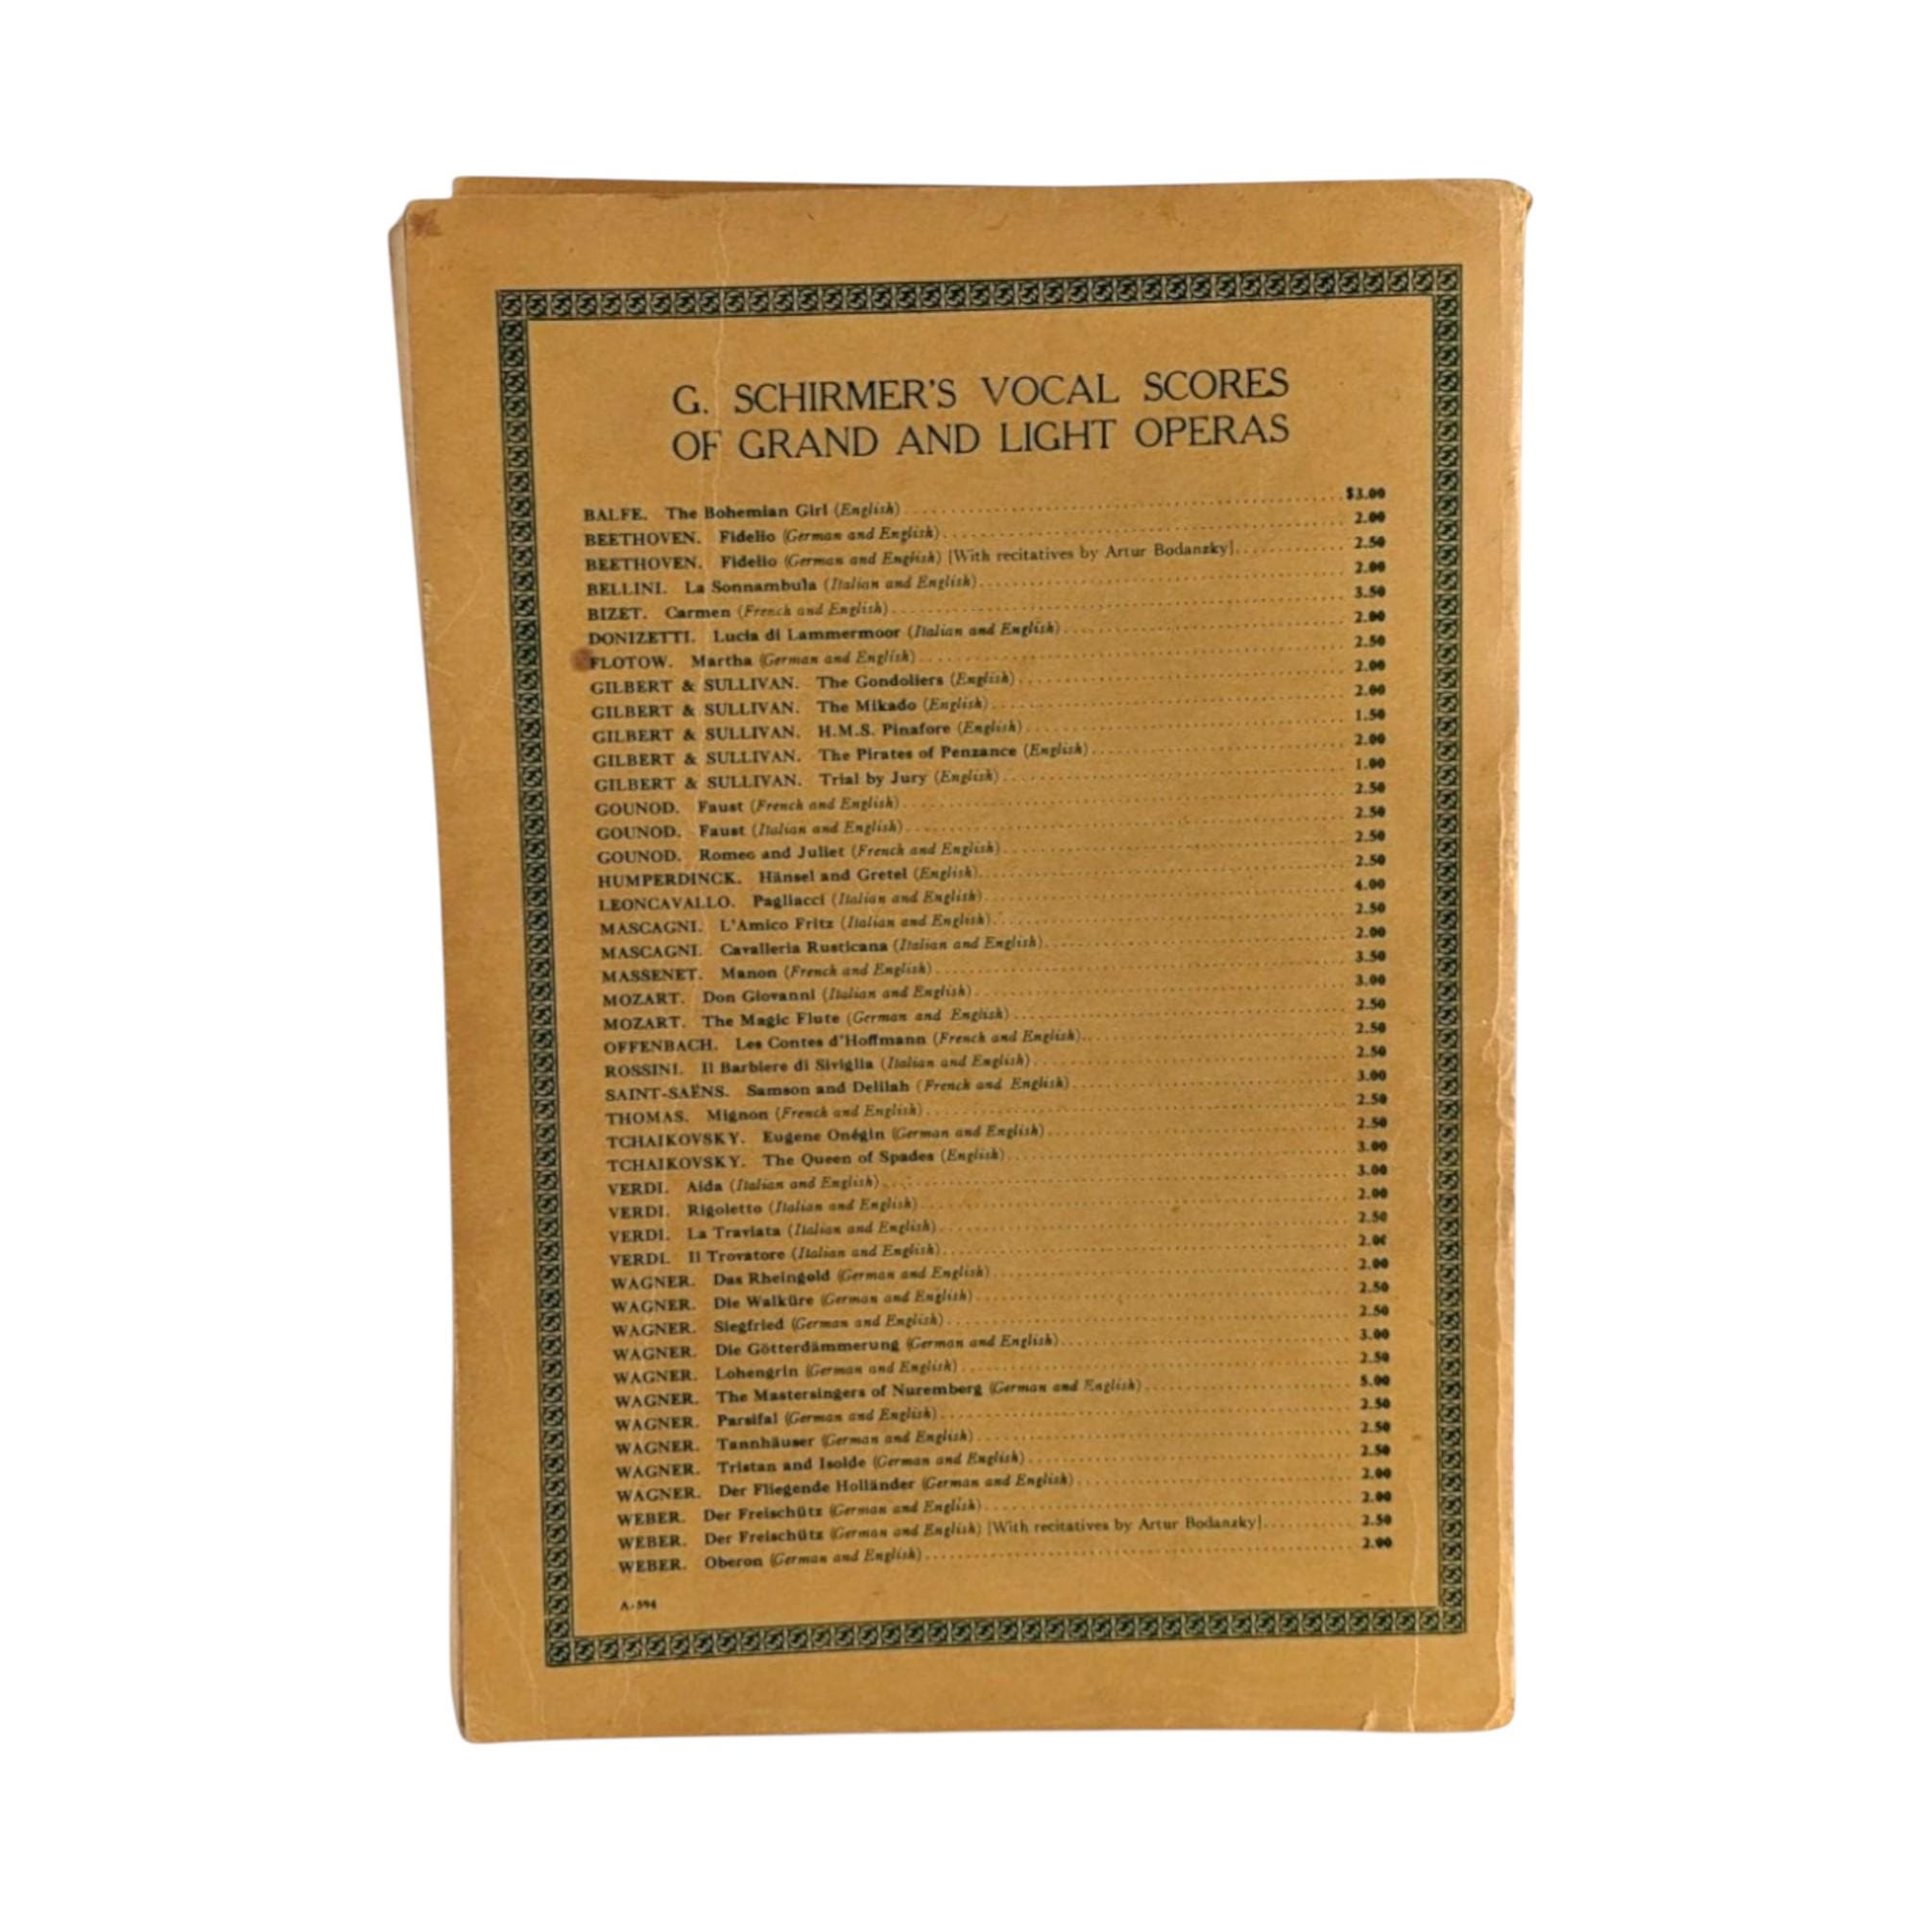 G. SCHIRMER'S VOCAL SCORES
OF GRAND AND LIGHT OPERAS
BALFE. The Bohemian Girl (English) $3.00
BEETHOVEN. Fidelio (German and English) 2.00
BEETHOVEN. Fidelio (German and English) [With recitatives by Artur Bodanzky] 2.50
BELLINI. La Sonnambula (Italian and English) 2.00
BIZET. Carmen (French and English) 3.50
DONIZETTI. Lucia di Lammermoor (Italian and English) 2.00
FLOTOW. Martha (German and English) 2.50
GILBERT & SULLIVAN. The Gondoliers (English) 2.00
GILBERT & SULLIVAN. The Mikado (English) 2.00
GILBERT & SULLIVAN. H.M.S. Pinafore (English) 1.50
GILBERT & SULLIVAN. The Pirates of Penzance (English) 2.00
GILBERT & SULLIVAN. Trial by Jury (English) 1.00
GOUNOD. Faust (French and English) 2.50
GOUNOD. Faust (Italian and English) 2.50
GOUNOD. Romeo and Juliet (French and English) 2.50
HUMPERDINCK. Hänsel and Gretel (English) 2.50
LEONCAVALLO. Pagliacci (Italian and English) 4.00
MASCAGNI. L'Amico Fritz (Italian and English) 2.50
MASCAGNI. Cavalleria Rusticana (Italian and English) 2.00
MASSENET. Manon (French and English) 3.50
MOZART. Don Giovanni (Italian and English) 3.00
MOZART. The Magic Flute (German and English) 2.50
OFFENBACH. Les Contes d'Hoffmann (French and English) 2.50
ROSSINI. Il Barbiere di Siviglia (Italian and English) 2.50
SAINT-SAËNS. Samson and Delilah (French and English) 3.00
THOMAS. Mignon (French and English) 2.50
TCHAIKOVSKY. Eugene Onégin (German and English) 2.50
TCHAIKOVSKY. The Queen of Spades (English) 3.00
VERDI. Aida (Italian and English) 3.00
VERDI. Rigoletto (Italian and English) 2.00
VERDI. La Traviata (Italian and English) 2.50
VERDI. Il Trovatore (Italian and English) 2.00
WAGNER. Das Rheingold (German and English) 2.00
WAGNER. Die Walküre (German and English) 2.50
WAGNER. Siegfried (German and English) 2.50
WAGNER. Die Götterdämmerung (German and English) 3.00
WAGNER. Lohengrin (German and English) 2.50
WAGNER. The Mastersingers of Nuremberg (German and English) 5.00
WAGNER. Parsifal (German and English) 2.50
WAGNER. Tannhäuser (German and English) 2.50
WAGNER. Tristan and Isolde (German and English) 2.50
WAGNER. Der Fliegende Holländer (German and English) 2.00
WEBER. Der Freischütz (German and English) 2.00
WEBER. Der Freischütz (German and English) [With recitatives by Artur Bodanzky] 2.50
WEBER. Oberon (German and English) 2.00
A-594